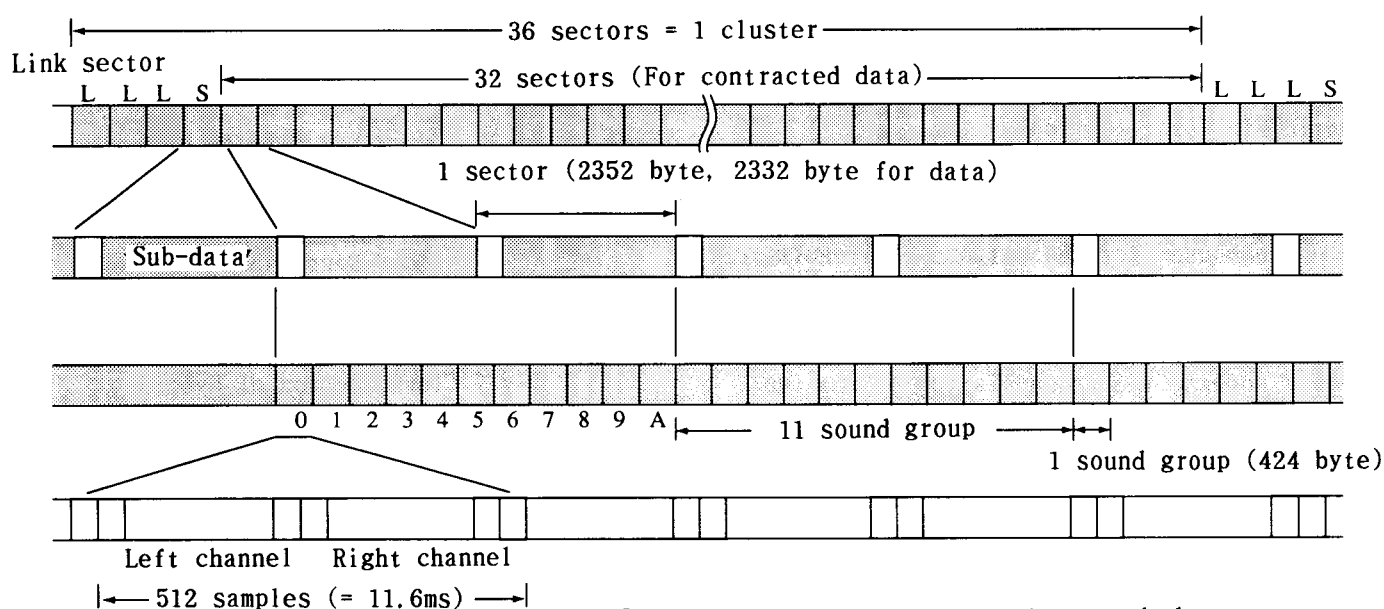 36 sectors = 1 cluster
Link sector
32 sectors (For contracted data)
L L L S
L L L S
1 sector (2352 byte, 2332 byte for data)
Sub-data
0 1 2 3 4 5 6 7 8 9 A
11 sound group
1 sound group (424 byte)
Left channel Right channel
512 samples (= 11.6ms)